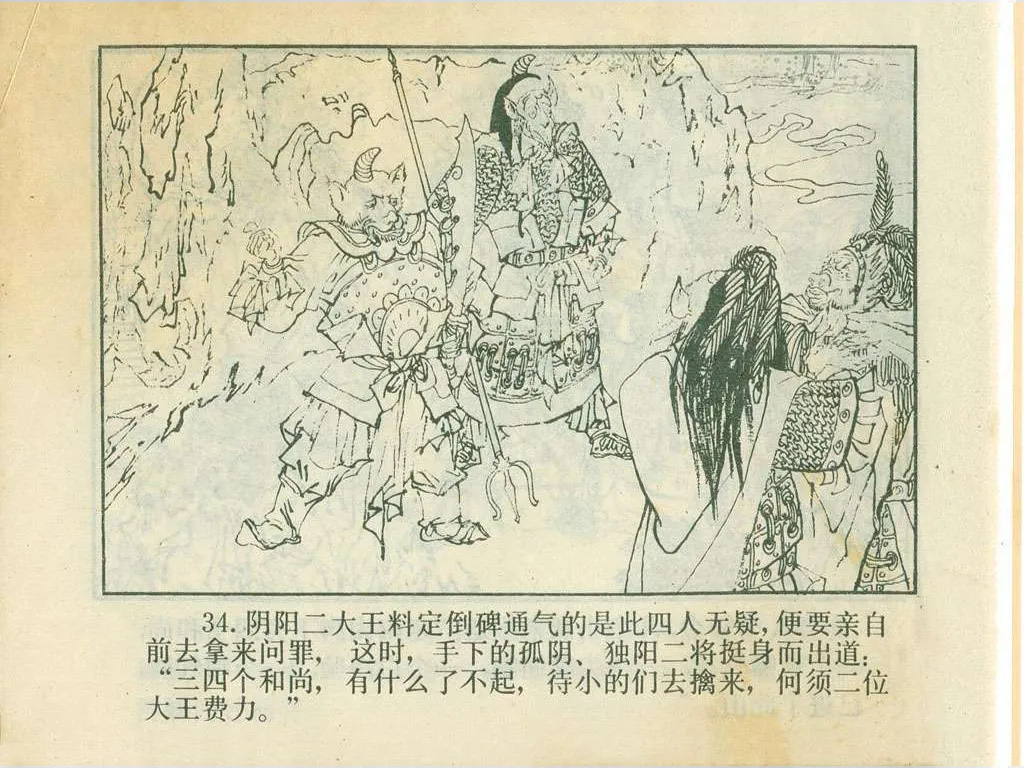 34.阴阳二大王料定倒碑通气的是此四人无疑,便要亲自
前去拿来问罪，这时，手下的孤阴、独阳二将挺身而出道：
“三四个和尚，有什么了不起，待小的们去擒来，何须二位
大王费力。”